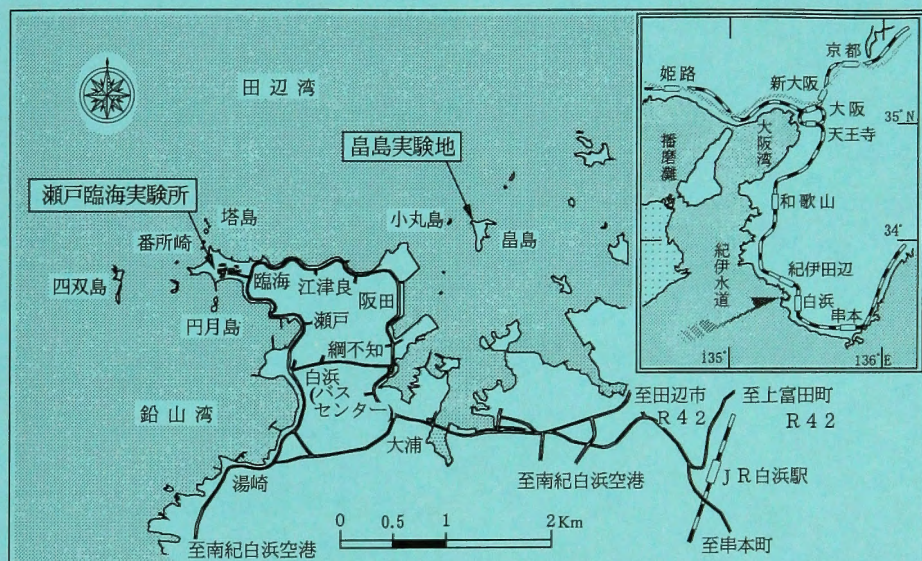 田辺湾
畠島実験地
瀬戸臨海実験所
塔島
番所崎
小丸島
畠島
四双島
臨海
江津良
阪田
円月島
瀬戸
綱不知
白浜
(バス
センター)
鉛山湾
大浦
湯崎
至南紀白浜空港
至南紀白浜空港
至田辺市
R42
至上富田町
R42
JR白浜駅
至串本町
0 0.5 1 2Km
京都
姫路
新大阪
大阪
天王寺
35°N
播磨灘
大阪湾
和歌山
34°
紀伊水道
紀伊田辺
白浜
串本
135°
136°E